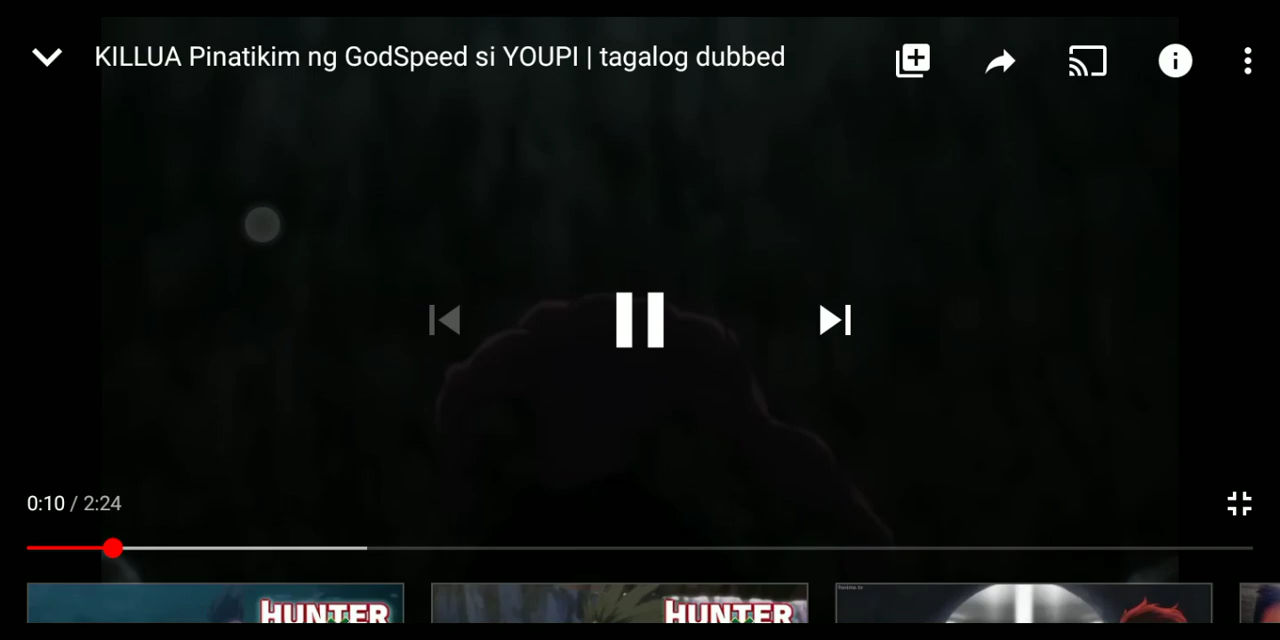 KILLUA Pinatikim ng GodSpeed si YOUPI | tagalog dubbed
0:10 / 2:24
HUNTER
HUNTER